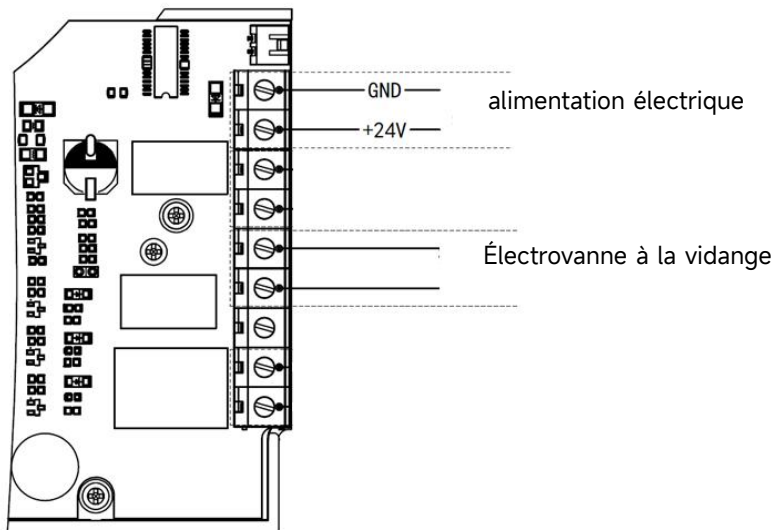 GND
alimentation électrique
+24V
Électrovanne à la vidange